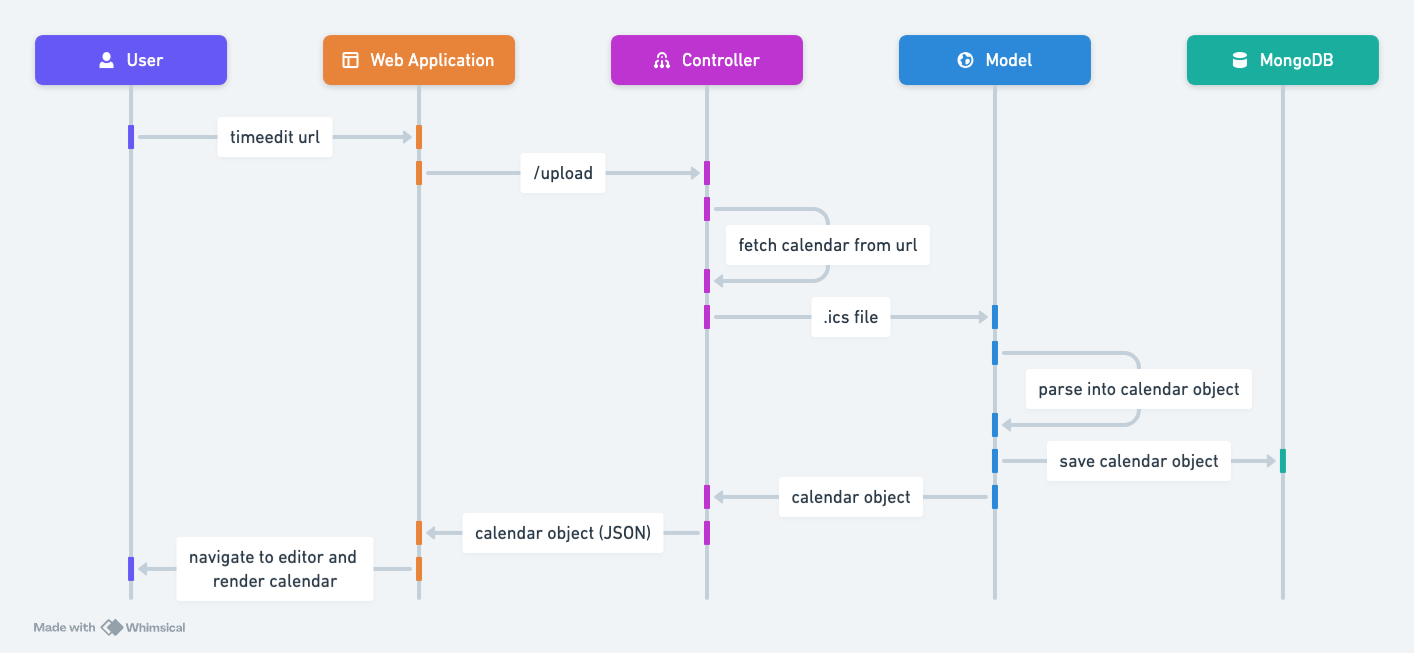 User
Web Application
Controller
Model
MongoDB
timeedit url
/upload
fetch calendar from url
.ics file
parse into calendar object
save calendar object
calendar object
calendar object (JSON)
navigate to editor and
render calendar
Made with Whimsical